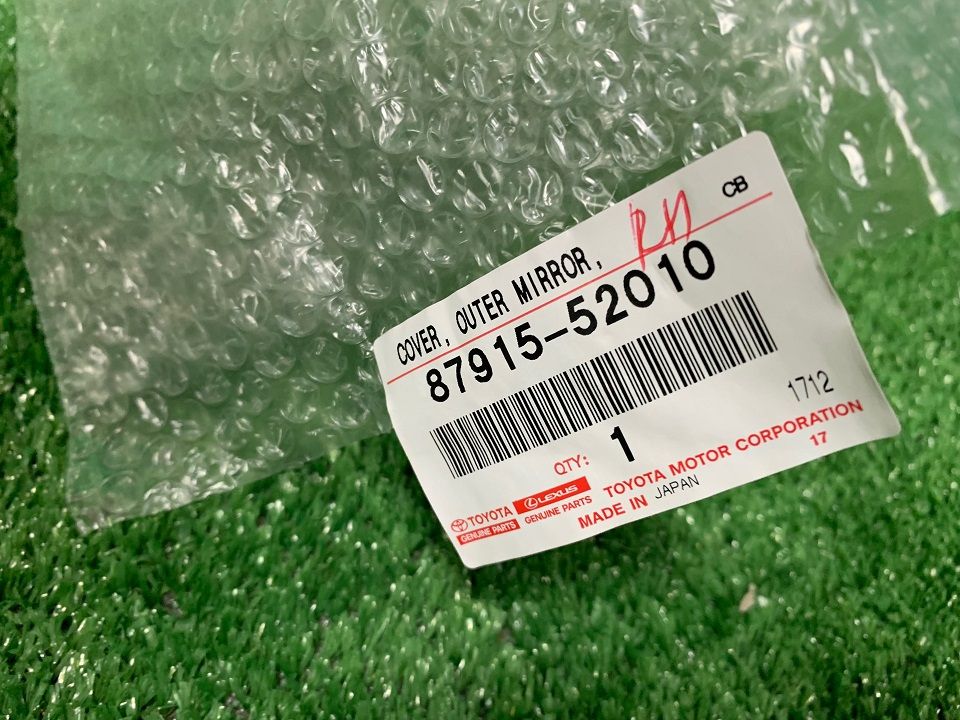 CB
COVER, OUTER MIRROR, RH
87915-52010
1712
QTY: 1
TOYOTA LEXUS TOYOTA MOTOR CORPORATION
GENUINE PARTS GENUINE PARTS MADE IN JAPAN 17